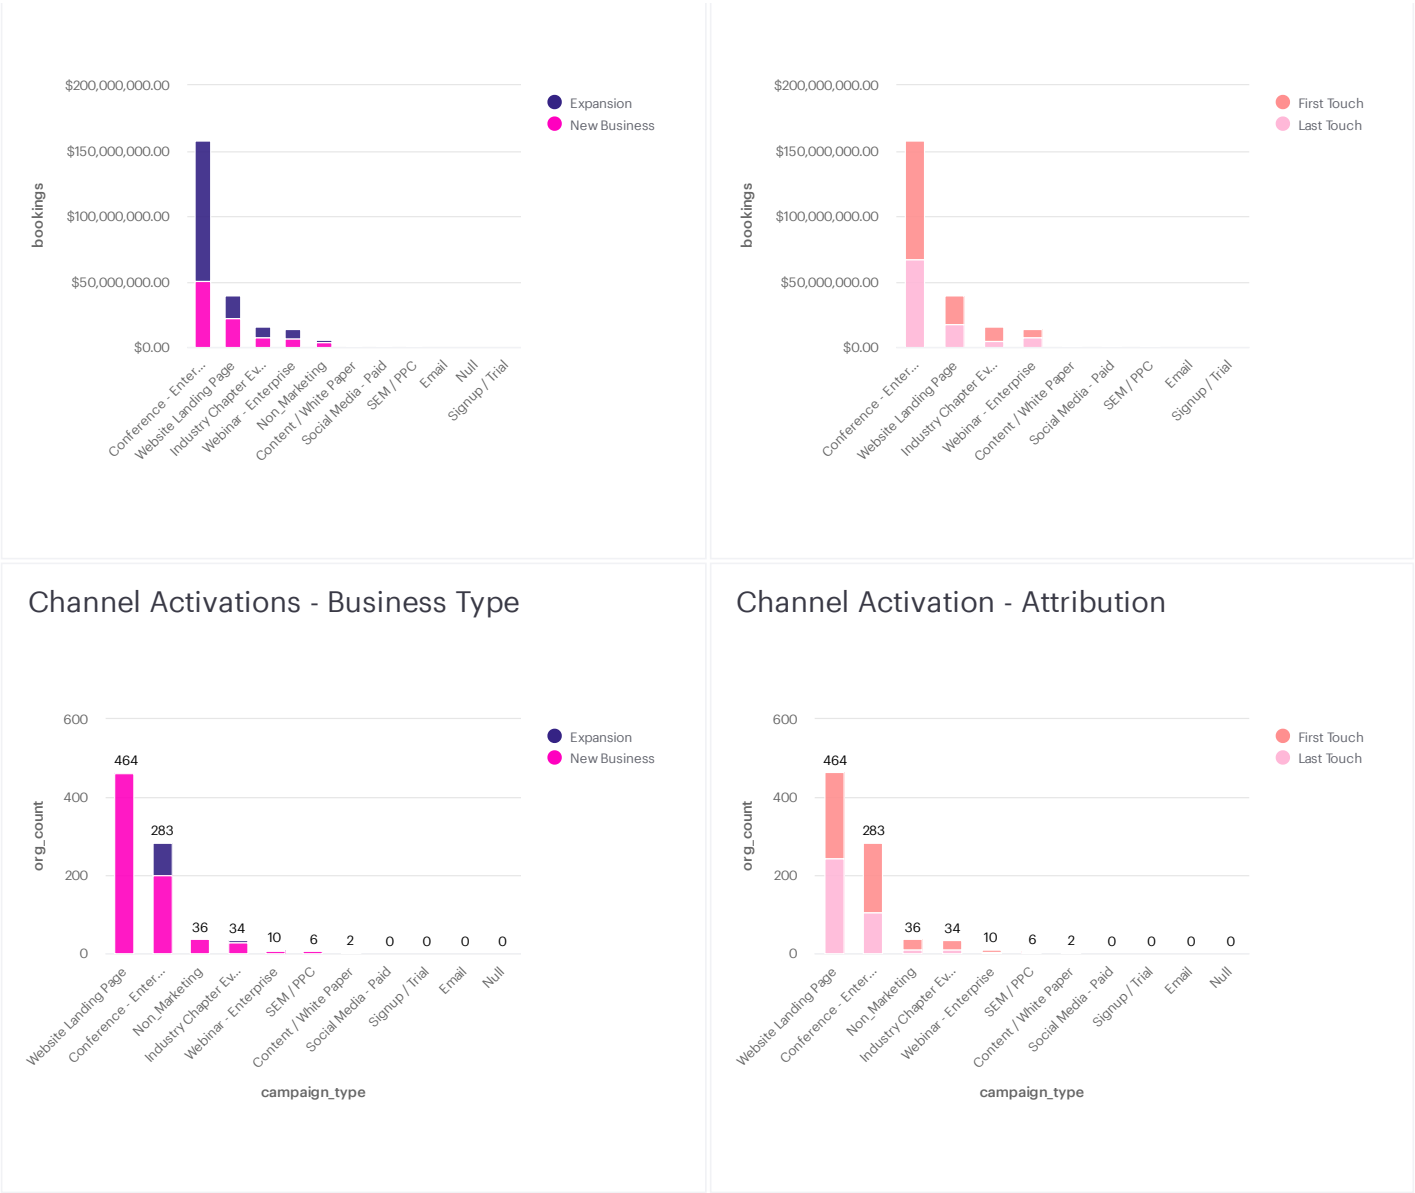 $200,000,000.00
$150,000,000.00
$100,000,000.00
$50,000,000.00
$0.00
bookings
Expansion
New Business
Conference - Enter...
Website Landing Page
Industry Chapter Ev...
Webinar - Enterprise
Non_Marketing
Content / White Paper
Social Media - Paid
SEM / PPC
Email
Null
Signup / Trial
$200,000,000.00
$150,000,000.00
$100,000,000.00
$50,000,000.00
$0.00
bookings
First Touch
Last Touch
Conference - Enter...
Website Landing Page
Industry Chapter Ev...
Webinar - Enterprise
Content / White Paper
Social Media - Paid
SEM / PPC
Email
Signup / Trial
Channel Activations - Business Type
600
400
200
0
org_count
Expansion
New Business
464
283
36
34
10
6
2
0
0
0
0
Website Landing Page
Conference - Enter...
Non_Marketing
Industry Chapter Ev...
Webinar - Enterprise
SEM / PPC
Content / White Paper
Social Media - Paid
Signup / Trial
Email
Null
campaign_type
Channel Activation - Attribution
600
400
200
0
org_count
First Touch
Last Touch
464
283
36
34
10
6
2
0
0
0
0
Website Landing Page
Conference - Enter...
Non_Marketing
Industry Chapter Ev...
Webinar - Enterprise
SEM / PPC
Content / White Paper
Social Media - Paid
Signup / Trial
Email
Null
campaign_type